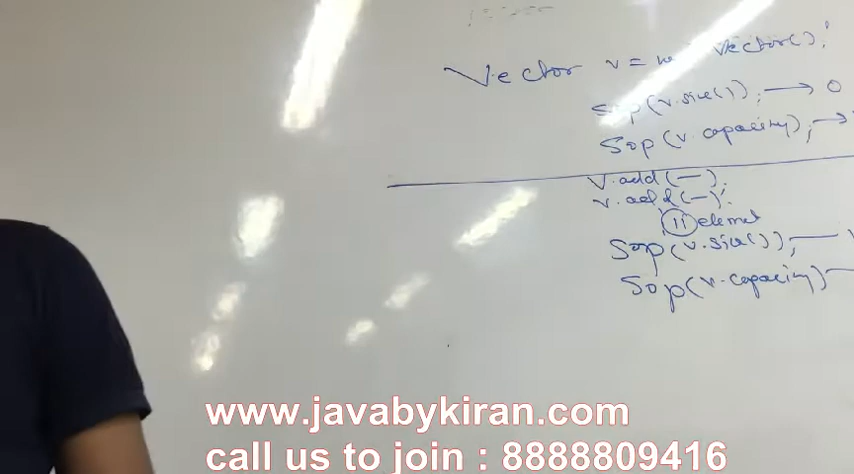 Vector v = new Vector();
Sop(v.size()); → 0
Sop(v.capacity); →
v.add(—);
v.add(—);
11 elemet
Sop(v.size()); —
Sop(v.capacity) —
www.javabykiran.com
call us to join : 8888809416